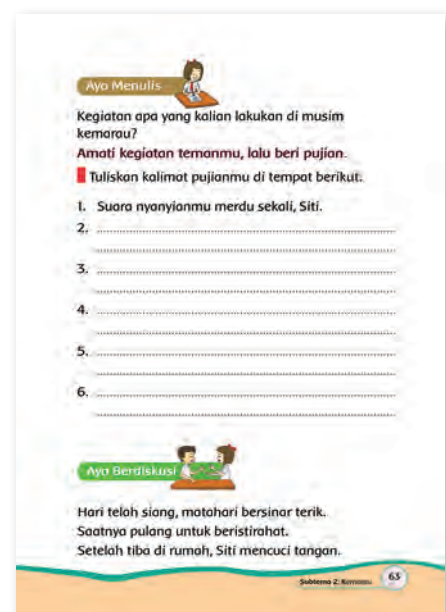 Ayo Menulis
Kegiatan apa yang kalian lakukan di musim
kemarau?
Amati kegiatan temanmu, lalu beri pujian.
Tuliskan kalimat pujianmu di tempat berikut.
1. Suara nyanyianmu merdu sekali, Siti.
2.
3.
4.
5.
6.
Ayo Berdiskusi
Hari telah siang, matahari bersinar terik.
Saatnya pulang untuk beristirahat.
Setelah tiba di rumah, Siti mencuci tangan.
Subtema 2: Kemarau 63